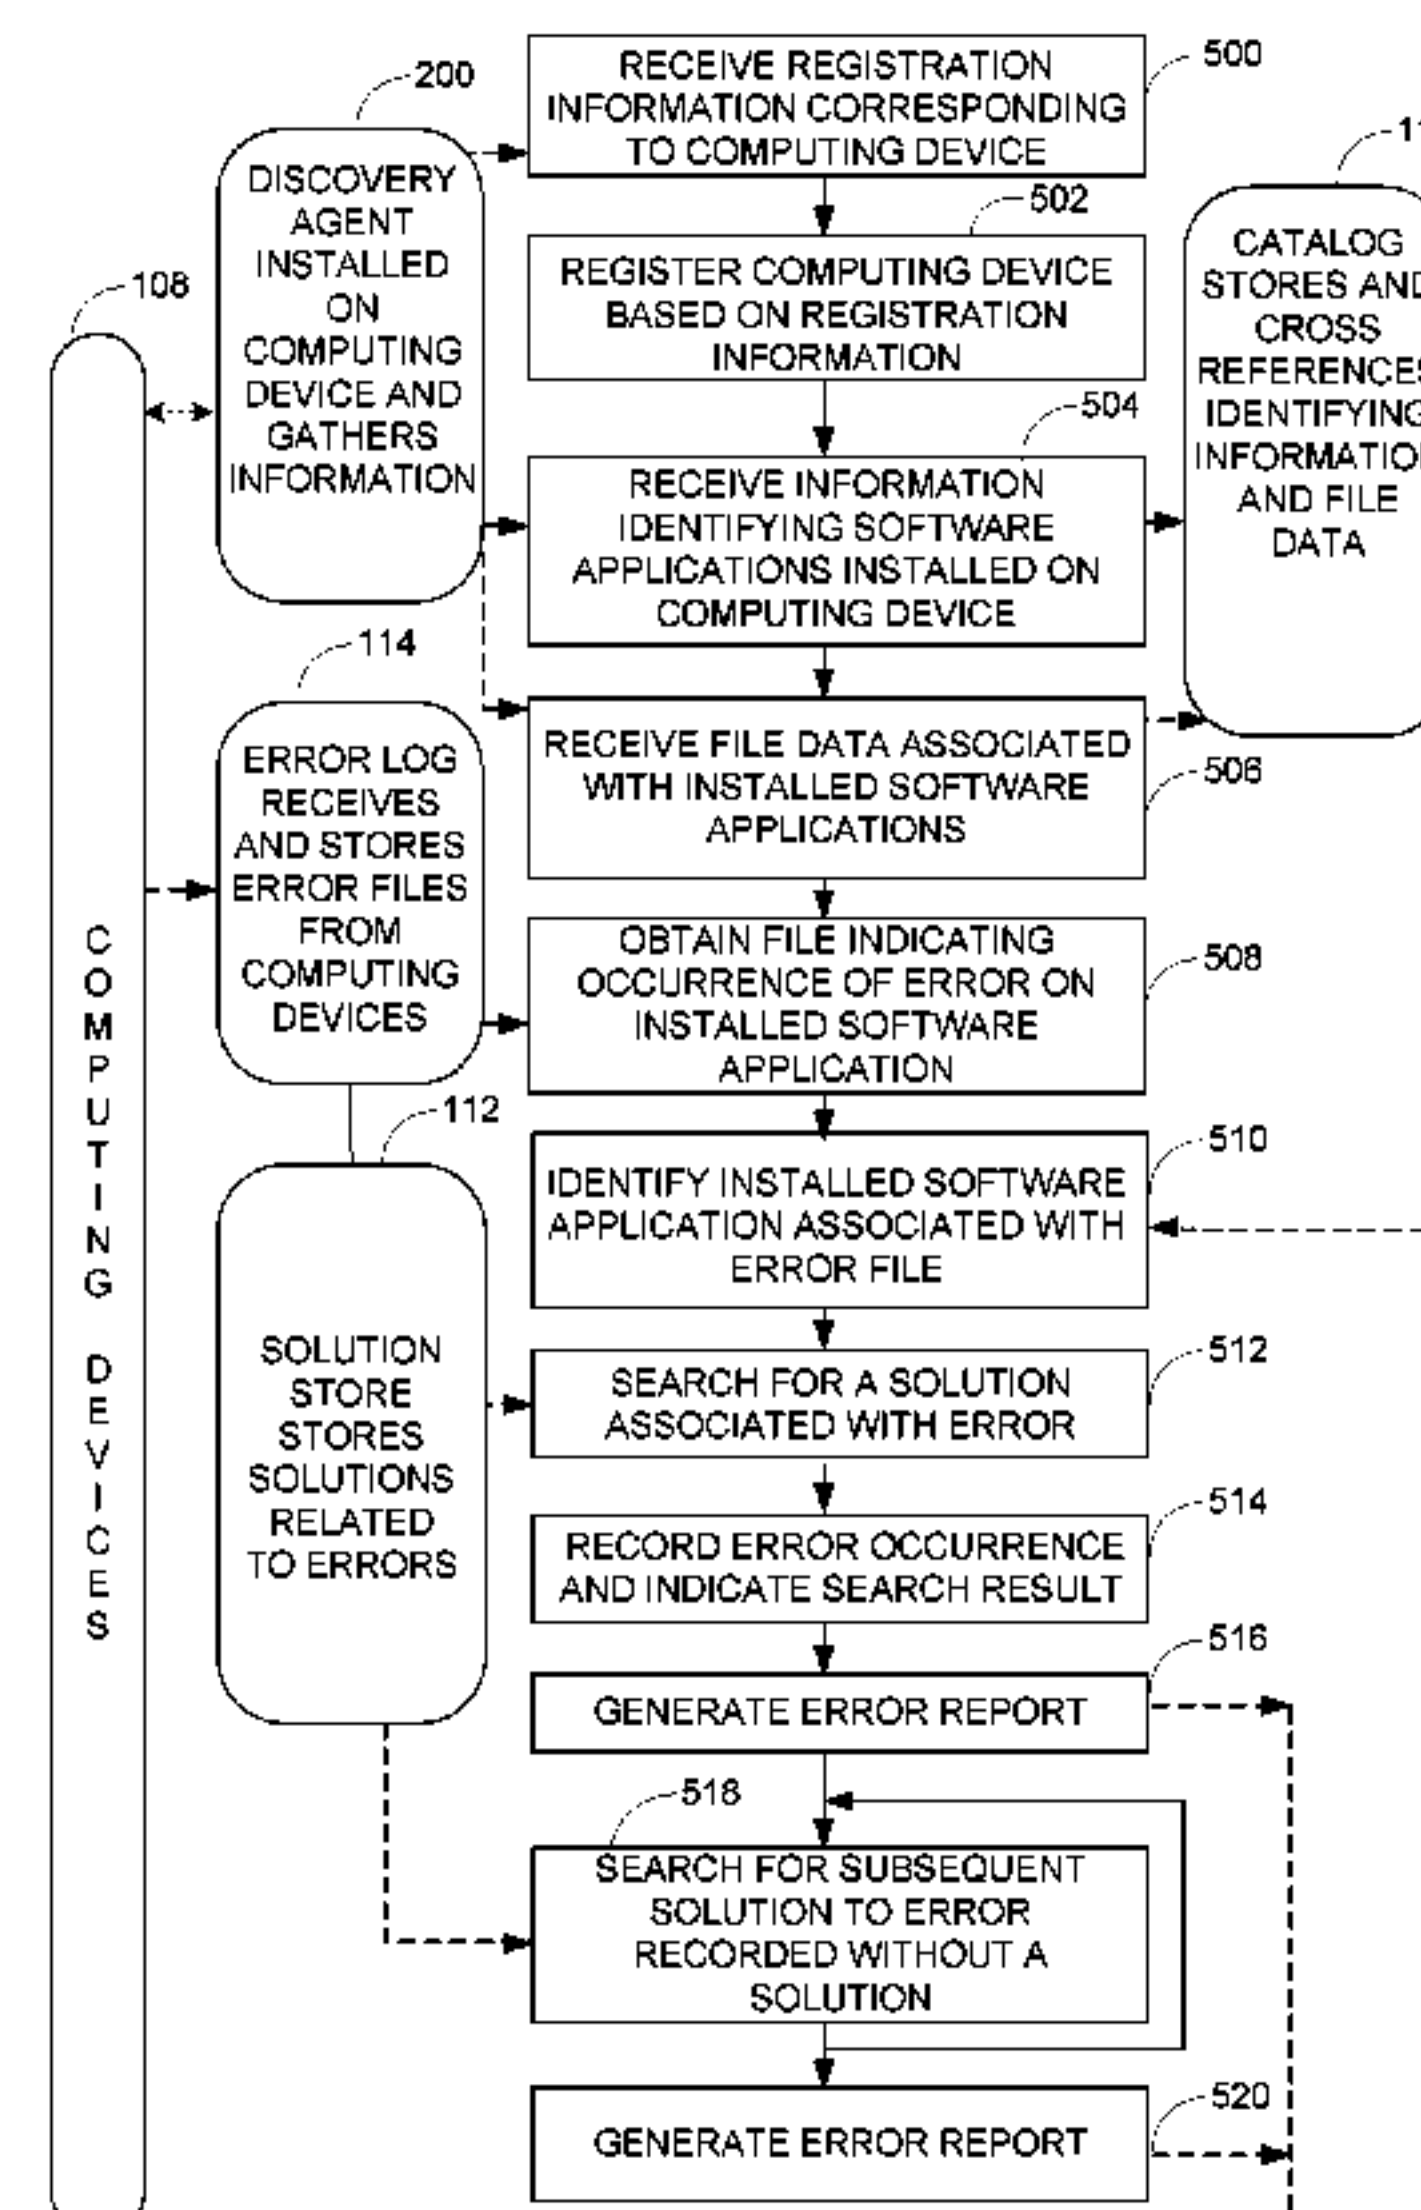 500
RECEIVE REGISTRATION
INFORMATION CORRESPONDING
TO COMPUTING DEVICE
200
DISCOVERY
AGENT
INSTALLED
ON
COMPUTING
DEVICE AND
GATHERS
INFORMATION
502
REGISTER COMPUTING DEVICE
BASED ON REGISTRATION
INFORMATION
CATALOG
STORES AND
CROSS
REFERENCES
IDENTIFYING
INFORMATION
AND FILE
DATA
108
COMPUTING DEVICES
504
RECEIVE INFORMATION
IDENTIFYING SOFTWARE
APPLICATIONS INSTALLED ON
COMPUTING DEVICE
114
ERROR LOG
RECEIVES
AND STORES
ERROR FILES
FROM
COMPUTING
DEVICES
RECEIVE FILE DATA ASSOCIATED
WITH INSTALLED SOFTWARE
APPLICATIONS
506
OBTAIN FILE INDICATING
OCCURRENCE OF ERROR ON
INSTALLED SOFTWARE
APPLICATION
508
112
SOLUTION
STORE
STORES
SOLUTIONS
RELATED
TO ERRORS
510
IDENTIFY INSTALLED SOFTWARE
APPLICATION ASSOCIATED WITH
ERROR FILE
512
SEARCH FOR A SOLUTION
ASSOCIATED WITH ERROR
514
RECORD ERROR OCCURRENCE
AND INDICATE SEARCH RESULT
516
GENERATE ERROR REPORT
518
SEARCH FOR SUBSEQUENT
SOLUTION TO ERROR
RECORDED WITHOUT A
SOLUTION
520
GENERATE ERROR REPORT